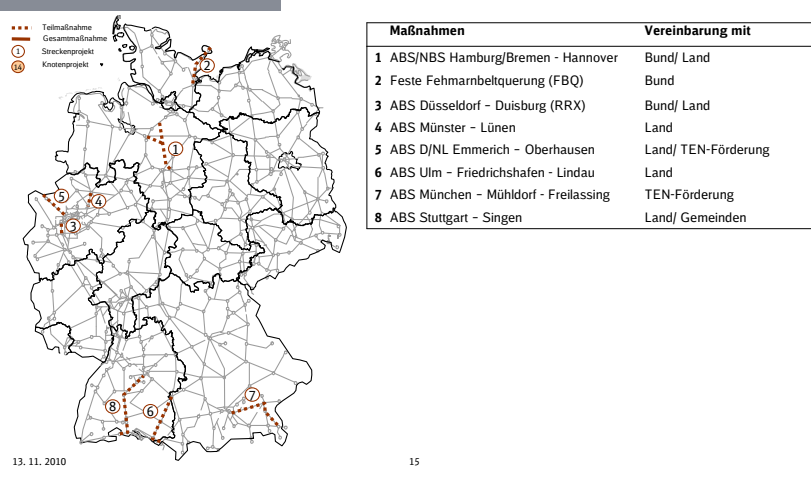 Teilmaßnahme
Gesamtmaßnahme
1 Streckenprojekt
14 Knotenprojekt
2
1
5
4
3
7
8
6
Maßnahmen Vereinbarung mit
1 ABS/NBS Hamburg/Bremen - Hannover Bund/ Land
2 Feste Fehmarnbeltquerung (FBQ) Bund
3 ABS Düsseldorf – Duisburg (RRX) Bund/ Land
4 ABS Münster – Lünen Land
5 ABS D/NL Emmerich – Oberhausen Land/ TEN-Förderung
6 ABS Ulm – Friedrichshafen - Lindau Land
7 ABS München – Mühldorf - Freilassing TEN-Förderung
8 ABS Stuttgart – Singen Land/ Gemeinden
13. 11. 2010 15